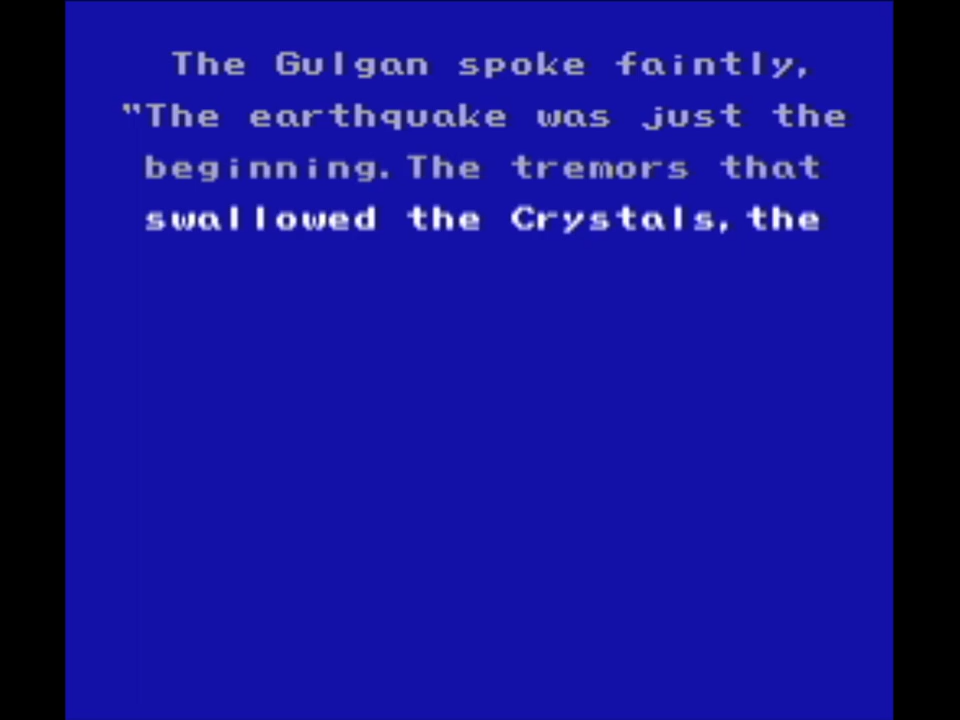 The Gulgan spoke faintly,
"The earthquake was just the
beginning. The tremors that
swallowed the Crystals, the